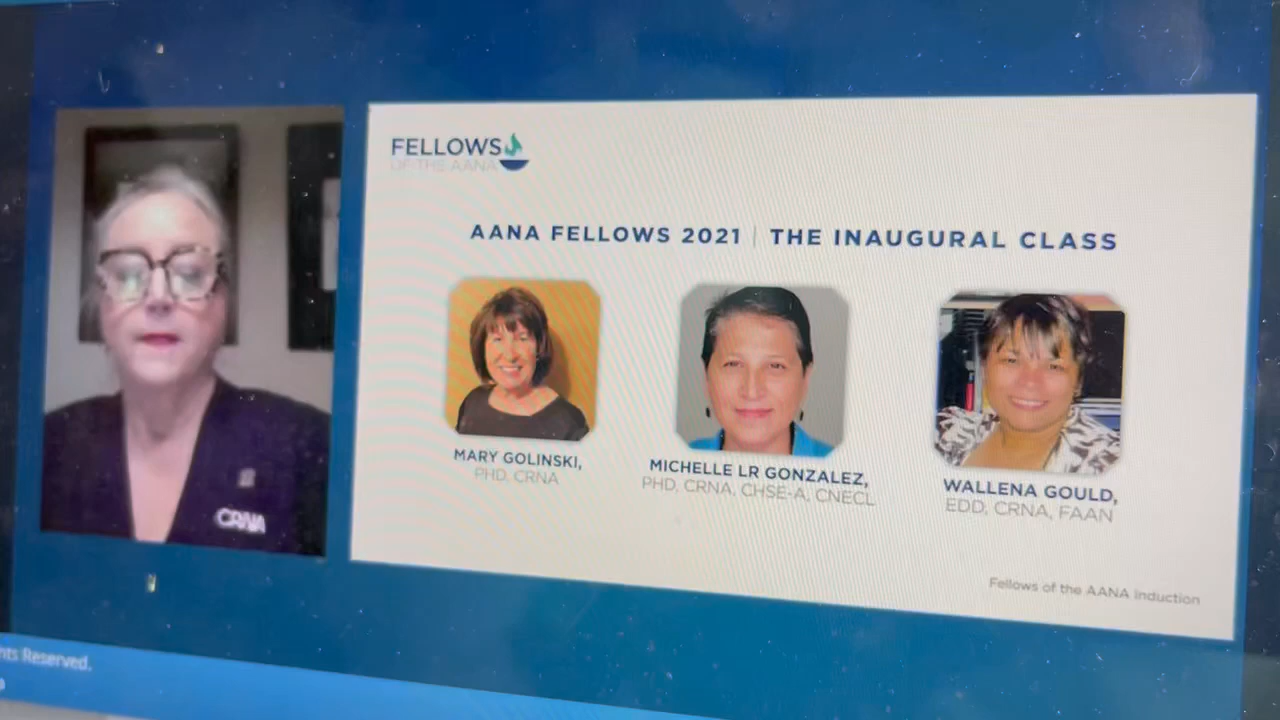 FELLOWS
OF THE AANA
AANA FELLOWS 2021 | THE INAUGURAL CLASS
MARY GOLINSKI,
PHD, CRNA
MICHELLE LR GONZALEZ,
PHD, CRNA, CHSE-A, CNECL
WALLENA GOULD,
EDD, CRNA, FAAN
CRNA
Fellows of the AANA Induction
hts Reserved.